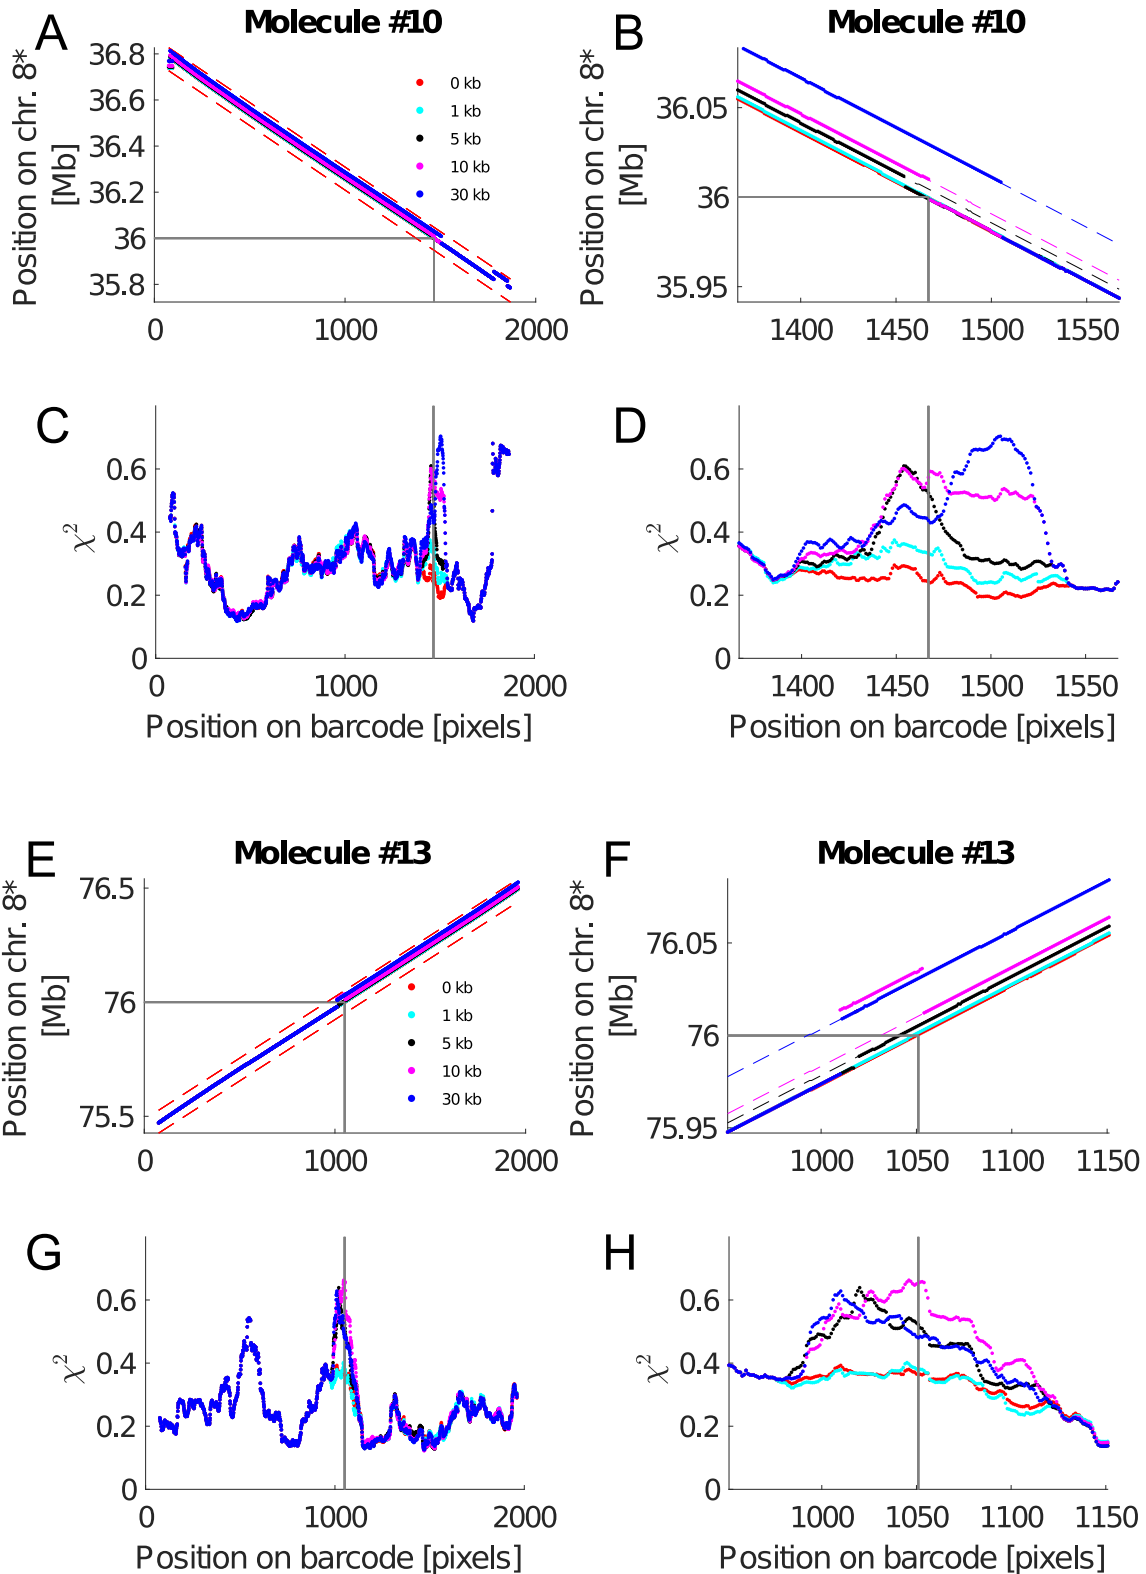 A
Molecule #10
Position on chr. 8*
[Mb]
36.8
36.6
36.4
36.2
36
35.8
0 kb
1 kb
5 kb
10 kb
30 kb
0
1000
2000
B
Molecule #10
Position on chr. 8*
[Mb]
36.05
36
35.95
1400
1450
1500
1550
C
χ²
0.6
0.4
0.2
0
0
1000
2000
Position on barcode [pixels]
D
χ²
0.6
0.4
0.2
0
1400
1450
1500
1550
Position on barcode [pixels]
E
Molecule #13
Position on chr. 8*
[Mb]
76.5
76
75.5
0 kb
1 kb
5 kb
10 kb
30 kb
0
1000
2000
F
Molecule #13
Position on chr. 8*
[Mb]
76.05
76
75.95
1000
1050
1100
1150
G
χ²
0.6
0.4
0.2
0
0
1000
2000
Position on barcode [pixels]
H
χ²
0.6
0.4
0.2
0
1000
1050
1100
1150
Position on barcode [pixels]